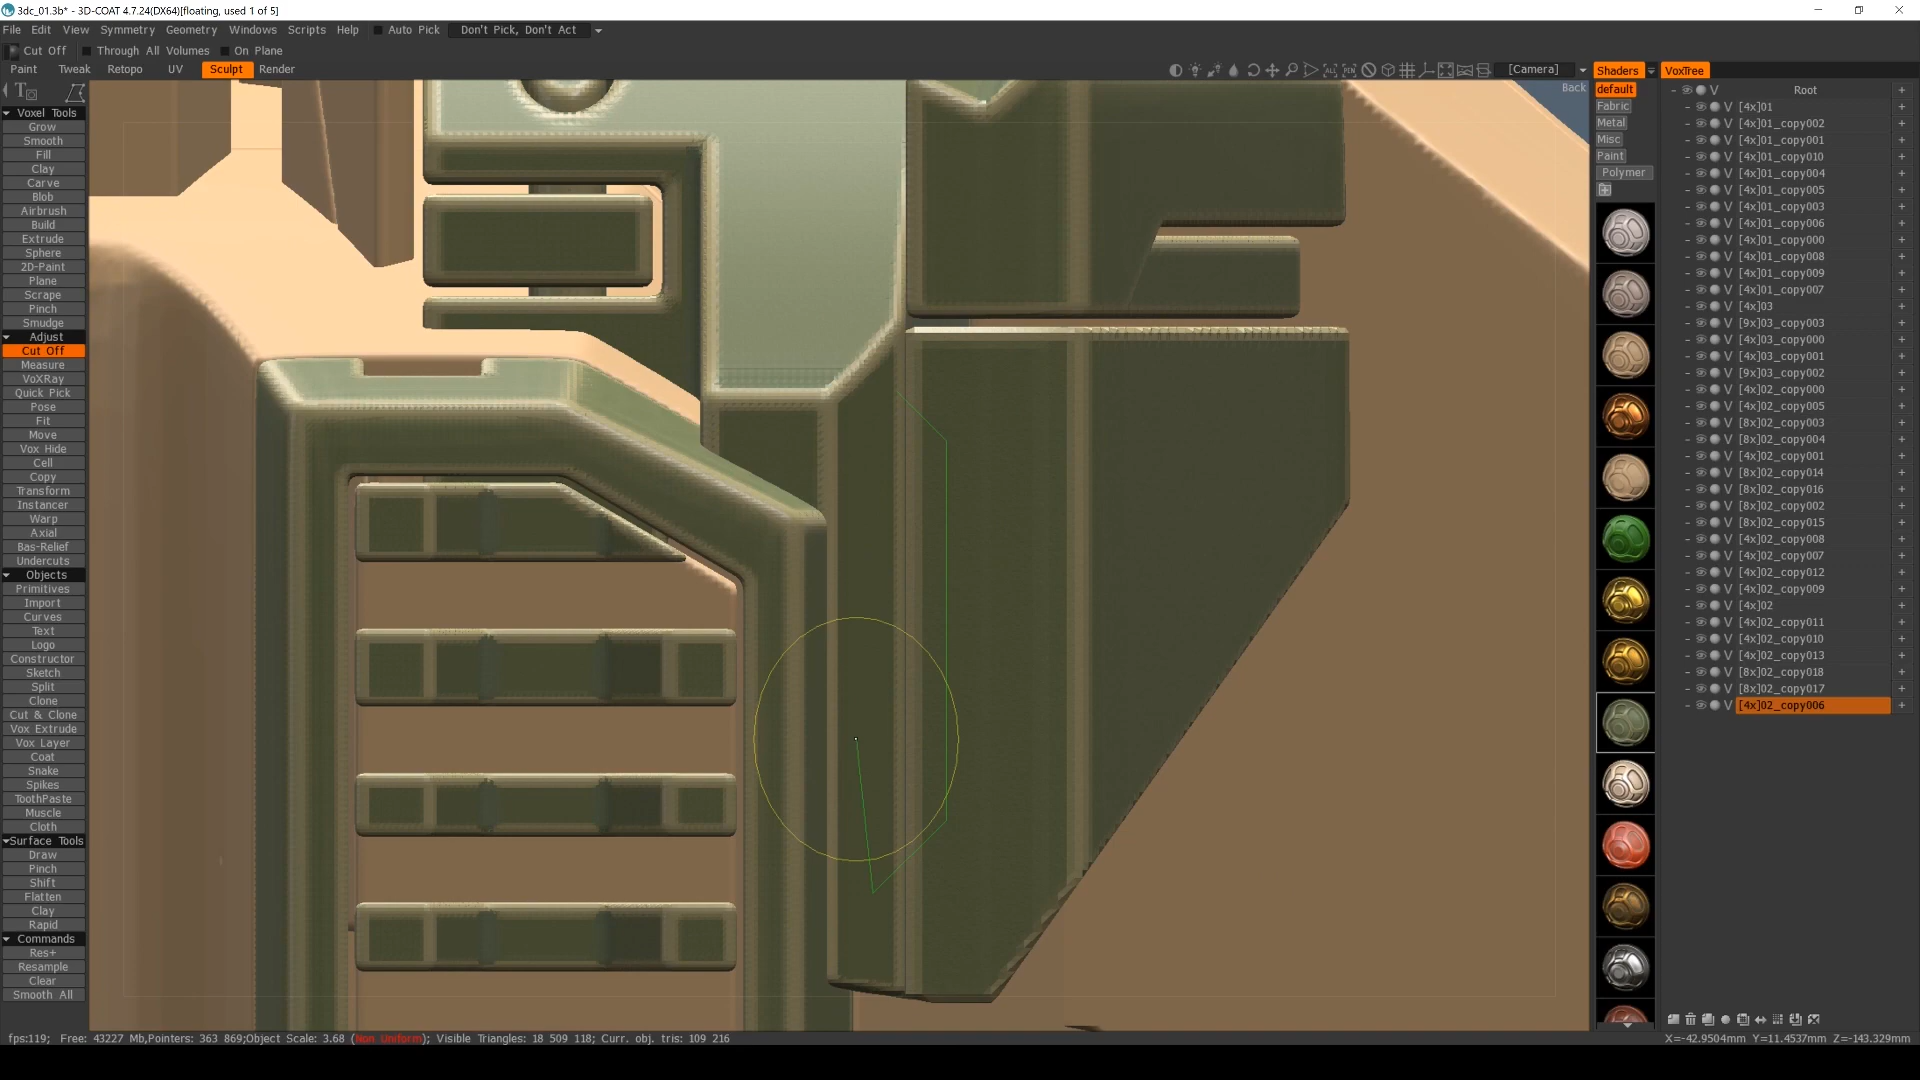 3dc_01.3b* - 3D-COAT 4.7.24(DX64)[floating, used 1 of 5]
File Edit View Symmetry Geometry Windows Scripts Help Auto Pick Don't Pick, Don't Act
Cut Off Through All Volumes On Plane
Paint Tweak Retopo UV Sculpt Render [Camera] Shaders VoxTree
Back
Voxel Tools
Grow
Smooth
Fill
Clay
Carve
Blob
Airbrush
Build
Extrude
Sphere
2D-Paint
Plane
Scrape
Pinch
Smudge
Adjust
Cut Off
Measure
VoXRay
Quick Pick
Pose
Fit
Move
Vox Hide
Cell
Copy
Transform
Instancer
Warp
Axial
Bas-Relief
Undercuts
Objects
Primitives
Import
Curves
Text
Logo
Constructor
Sketch
Split
Clone
Cut & Clone
Vox Extrude
Vox Layer
Coat
Snake
Spikes
ToothPaste
Muscle
Cloth
Surface Tools
Draw
Pinch
Shift
Flatten
Clay
Rapid
Commands
Res+
Resample
Clear
Smooth All
default
Fabric
Metal
Misc
Paint
Polymer
V Root +
V [4x]01 +
V [4x]01_copy002 +
V [4x]01_copy001 +
V [4x]01_copy010 +
V [4x]01_copy004 +
V [4x]01_copy005 +
V [4x]01_copy003 +
V [4x]01_copy006 +
V [4x]01_copy000 +
V [4x]01_copy008 +
V [4x]01_copy009 +
V [4x]01_copy007 +
V [4x]03 +
V [9x]03_copy003 +
V [4x]03_copy000 +
V [4x]03_copy001 +
V [9x]03_copy002 +
V [4x]02_copy000 +
V [4x]02_copy005 +
V [8x]02_copy003 +
V [8x]02_copy004 +
V [4x]02_copy001 +
V [8x]02_copy014 +
V [8x]02_copy016 +
V [8x]02_copy002 +
V [8x]02_copy015 +
V [4x]02_copy008 +
V [4x]02_copy007 +
V [4x]02_copy012 +
V [4x]02_copy009 +
V [4x]02 +
V [4x]02_copy011 +
V [4x]02_copy010 +
V [4x]02_copy013 +
V [8x]02_copy018 +
V [8x]02_copy017 +
V [4x]02_copy006 +
fps:119; Free: 43227 Mb,Pointers: 363 869;Object Scale: 3.68 (Non Uniform); Visible Triangles: 18 509 118; Curr. obj. tris: 109 216
X=-42.9504mm Y=11.4537mm Z=-143.329mm